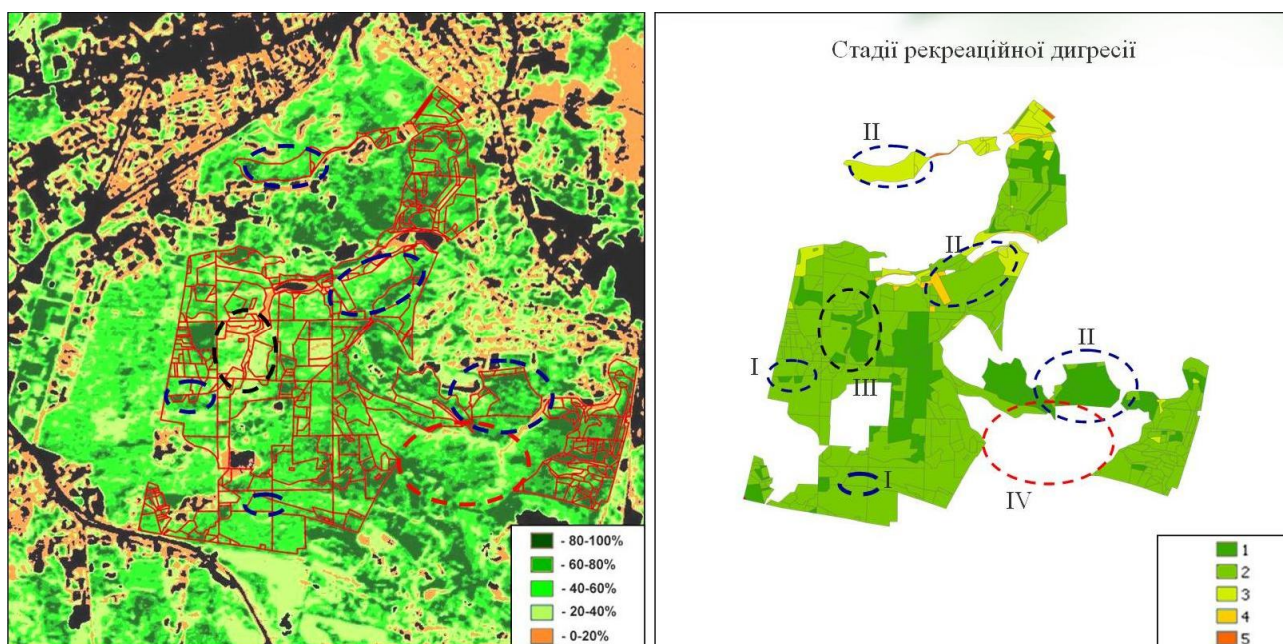 - 80-100%
- 60-80%
- 40-60%
- 20-40%
- 0-20%
Стадії рекреаційної дигресії
II
II
II
I
III
I
IV
1
2
3
4
5